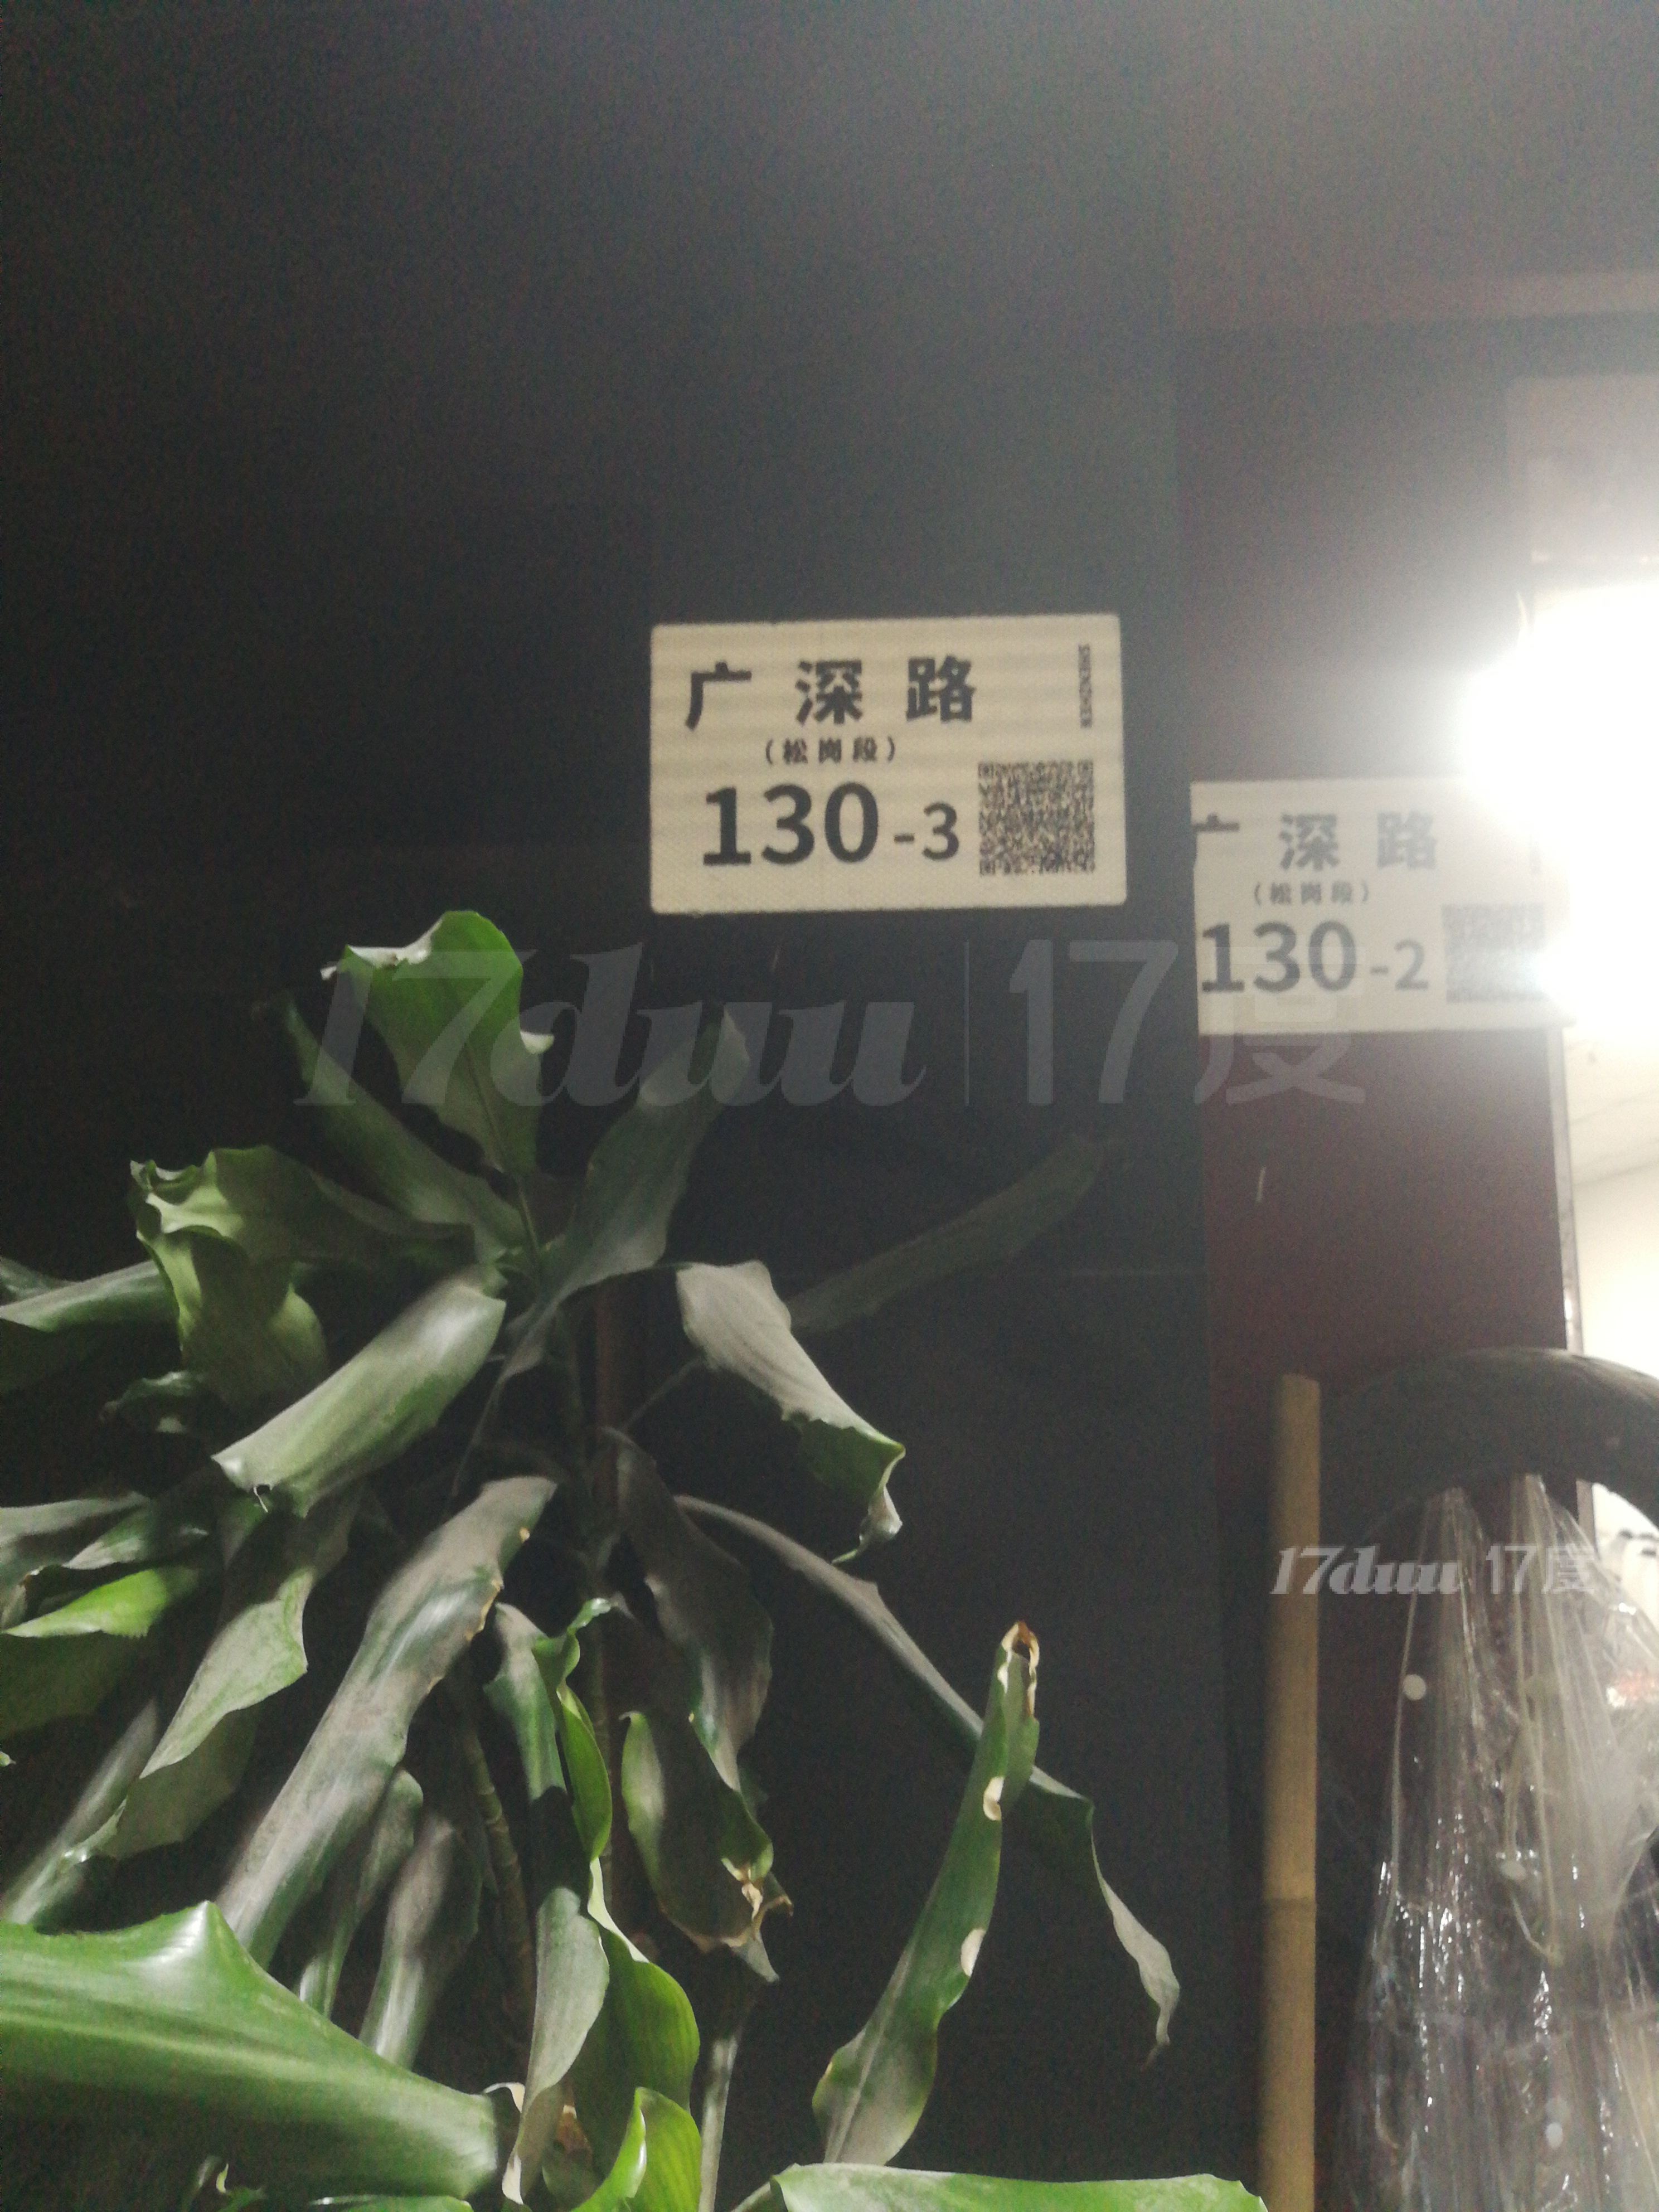 广深路
SHENZHEN
(松岗段)
130-3
广深路
(松岗段)
130-2
17duu | 17度
17duu 17度